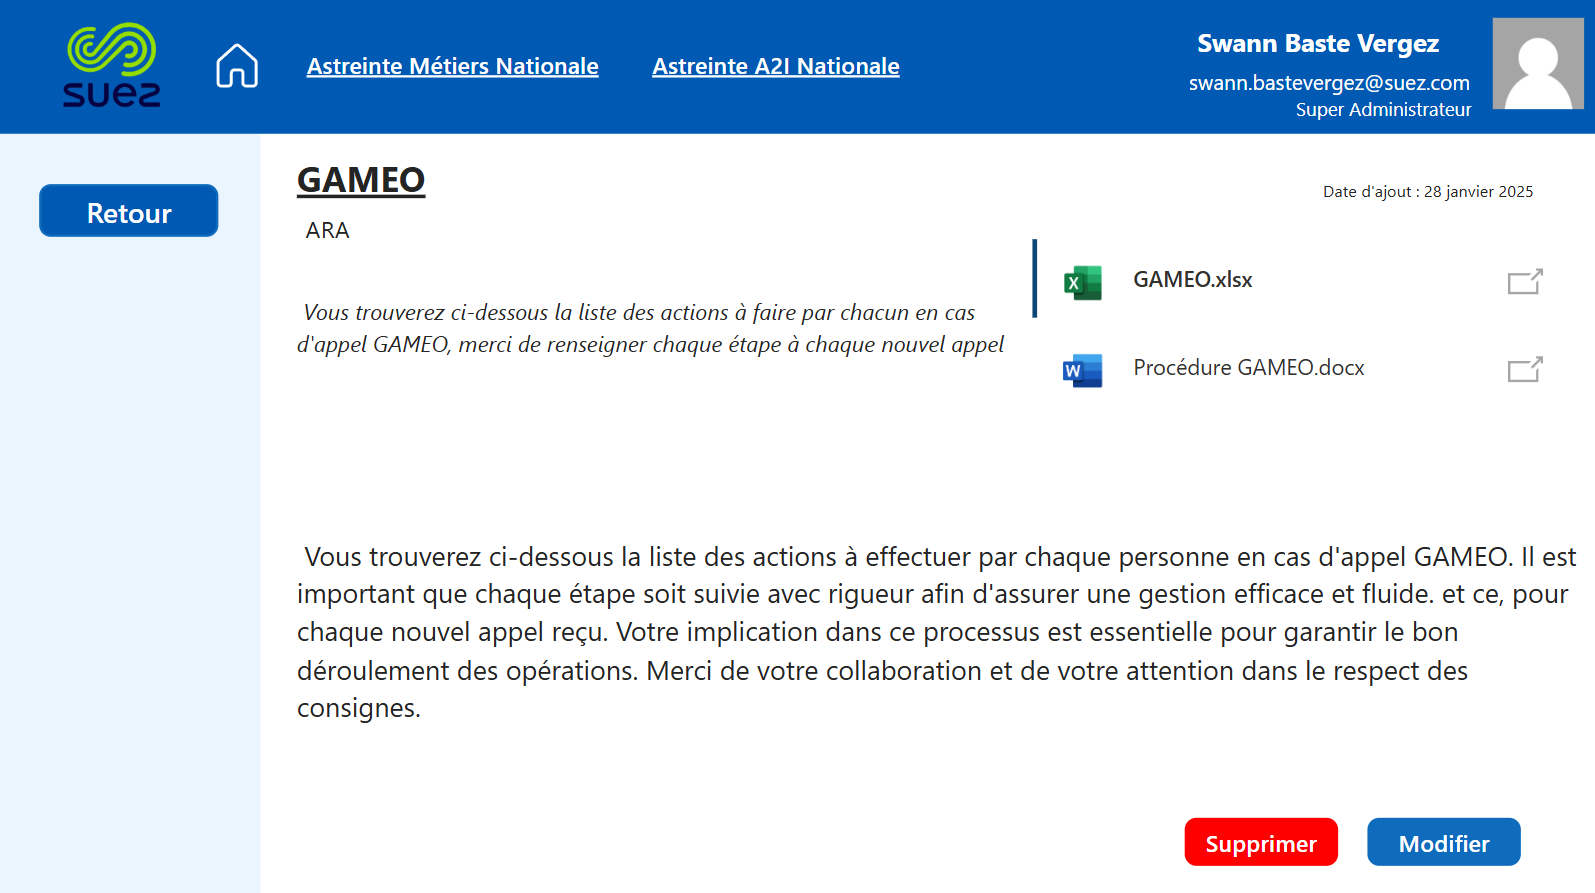 suez
Astreinte Métiers Nationale
Astreinte A2I Nationale
Swann Baste Vergez
swann.bastevergez@suez.com
Super Administrateur
Retour
GAMEO
Date d'ajout : 28 janvier 2025
ARA
Vous trouverez ci-dessous la liste des actions à faire par chacun en cas
d'appel GAMEO, merci de renseigner chaque étape à chaque nouvel appel
X
GAMEO.xlsx
W
Procédure GAMEO.docx
Vous trouverez ci-dessous la liste des actions à effectuer par chaque personne en cas d'appel GAMEO. Il est
important que chaque étape soit suivie avec rigueur afin d'assurer une gestion efficace et fluide. et ce, pour
chaque nouvel appel reçu. Votre implication dans ce processus est essentielle pour garantir le bon
déroulement des opérations. Merci de votre collaboration et de votre attention dans le respect des
consignes.
Supprimer
Modifier